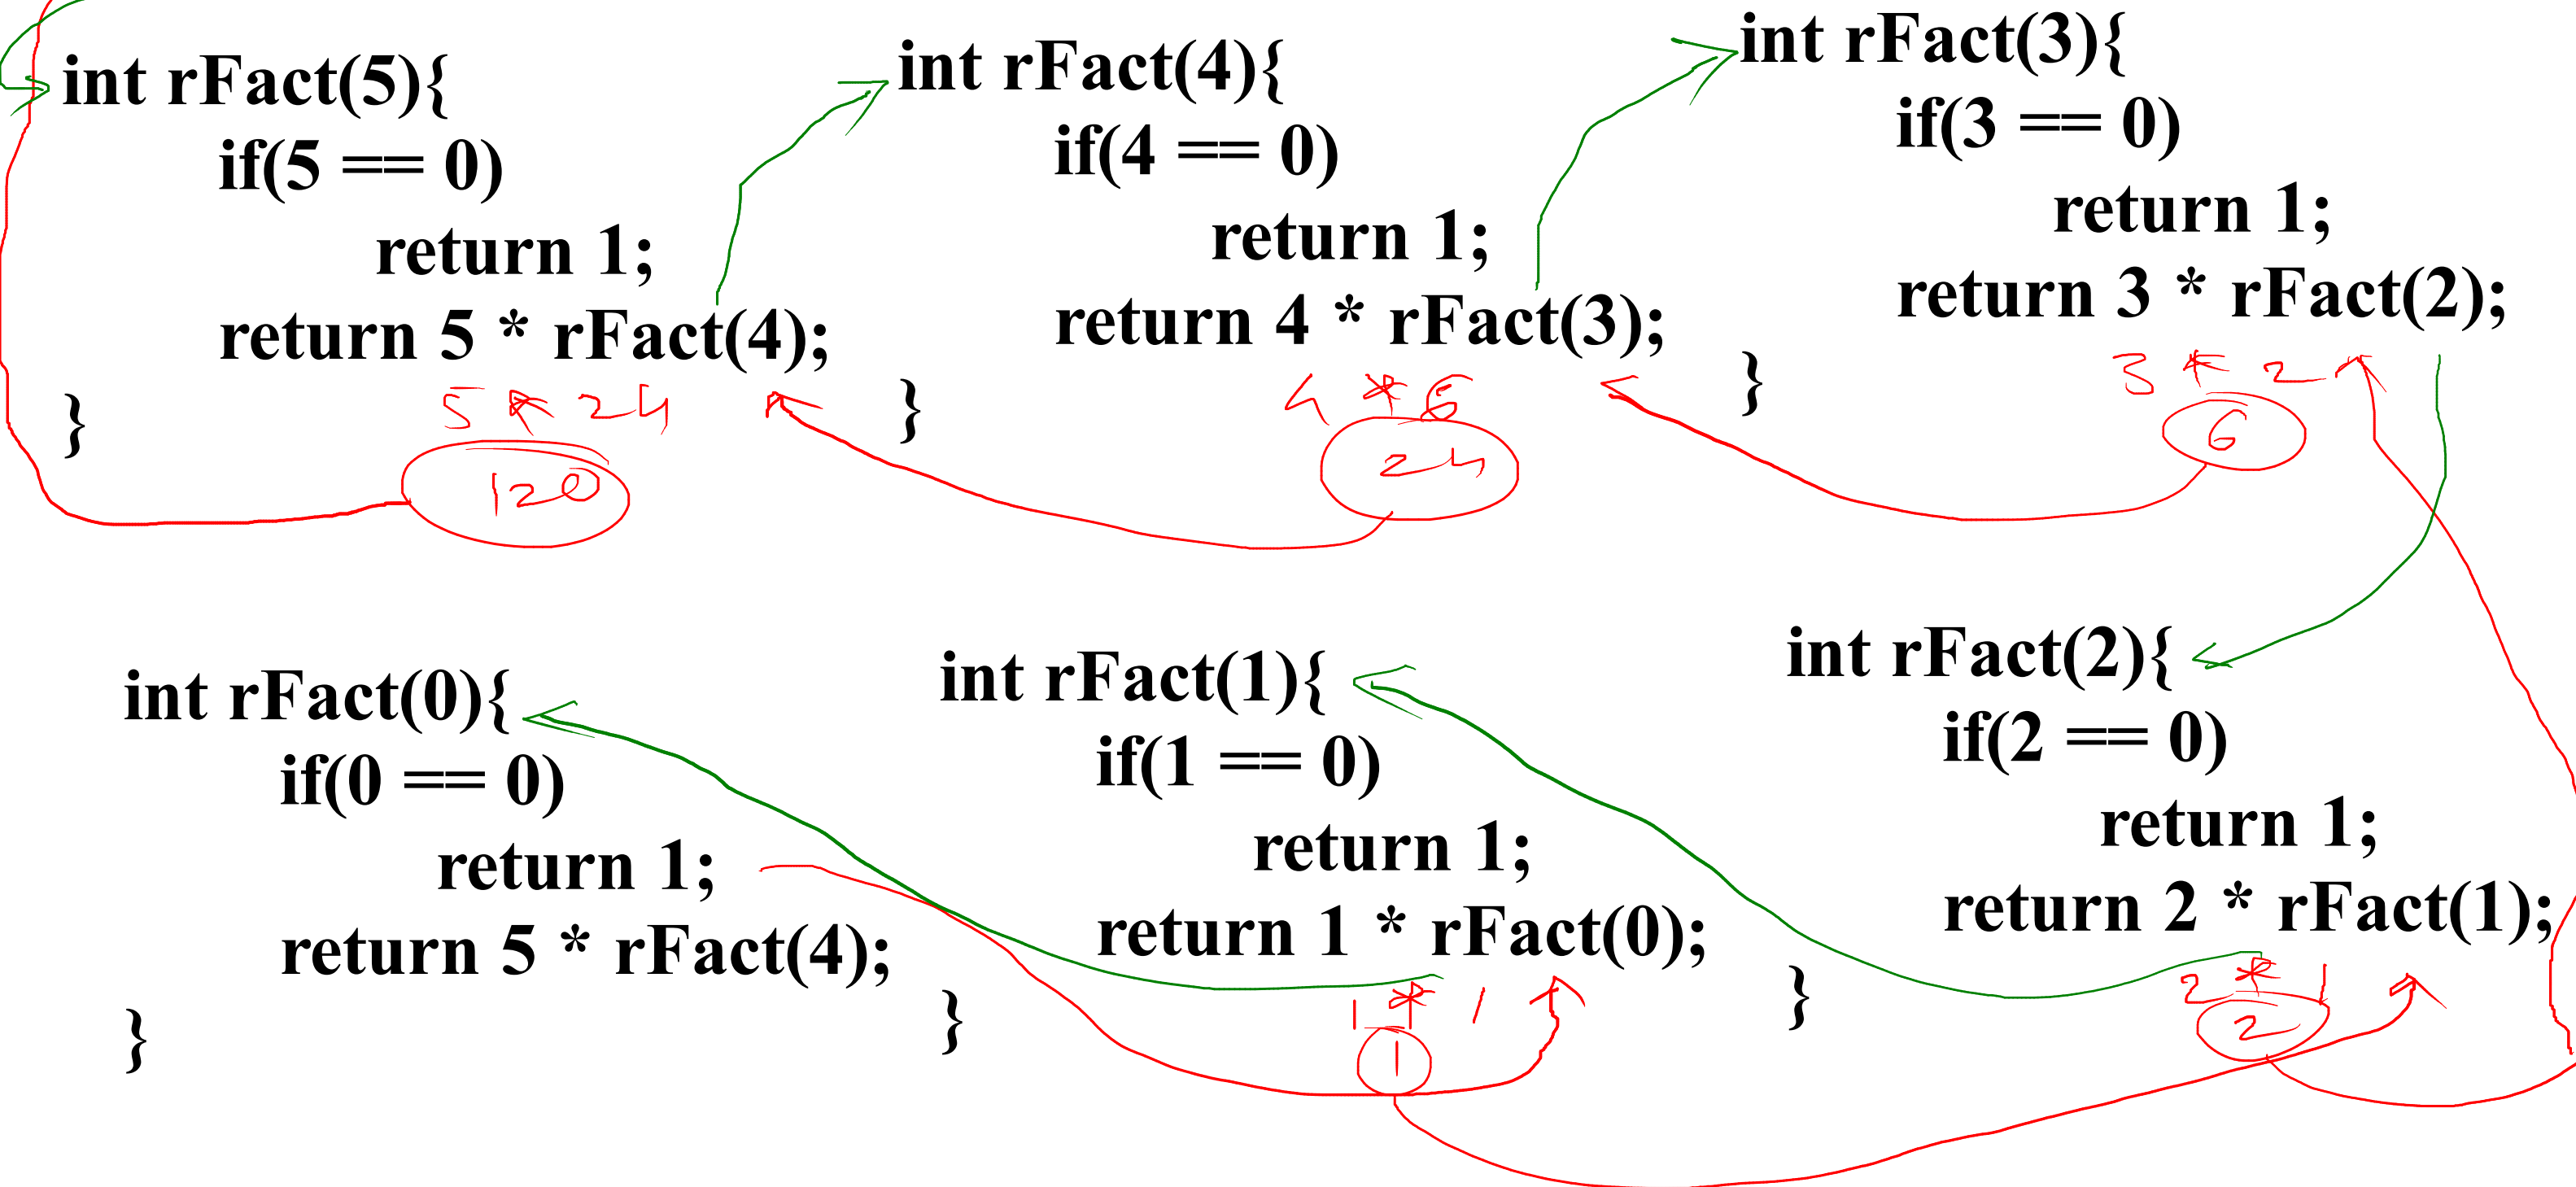 int rFact(5){
if(5 == 0)
return 1;
return 5 * rFact(4);
}
5 * 24
120
int rFact(4){
if(4 == 0)
return 1;
return 4 * rFact(3);
}
4 * 6
24
int rFact(3){
if(3 == 0)
return 1;
return 3 * rFact(2);
}
3 * 2
6
int rFact(0){
if(0 == 0)
return 1;
return 5 * rFact(4);
}
int rFact(1){
if(1 == 0)
return 1;
return 1 * rFact(0);
}
1 * 1
1
int rFact(2){
if(2 == 0)
return 1;
return 2 * rFact(1);
}
2 * 1
2